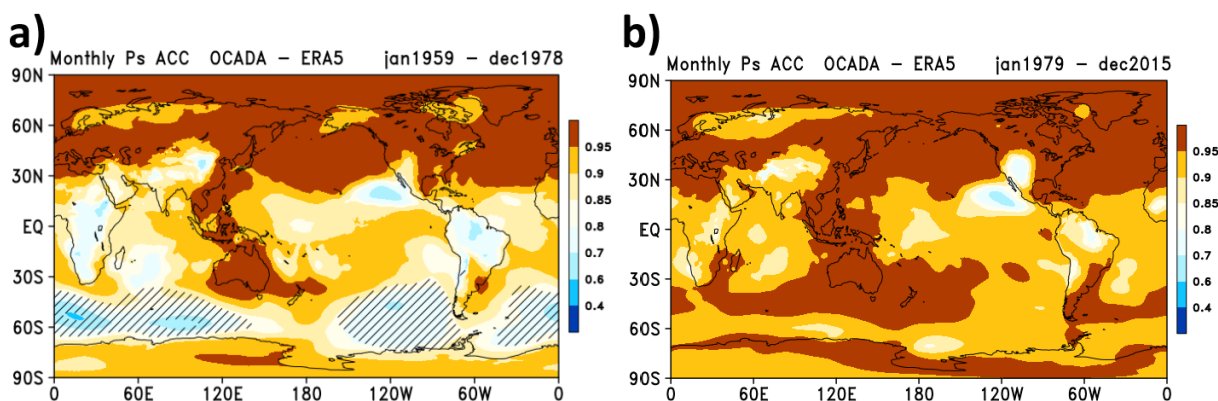 a)
Monthly Ps ACC OCADA – ERA5 jan1959 – dec1978
90N
60N
30N
EQ
30S
60S
90S
0 60E 120E 180 120W 60W 0
0.95
0.9
0.85
0.8
0.7
0.6
0.4
b)
Monthly Ps ACC OCADA – ERA5 jan1979 – dec2015
90N
60N
30N
EQ
30S
60S
90S
0 60E 120E 180 120W 60W 0
0.95
0.9
0.85
0.8
0.7
0.6
0.4